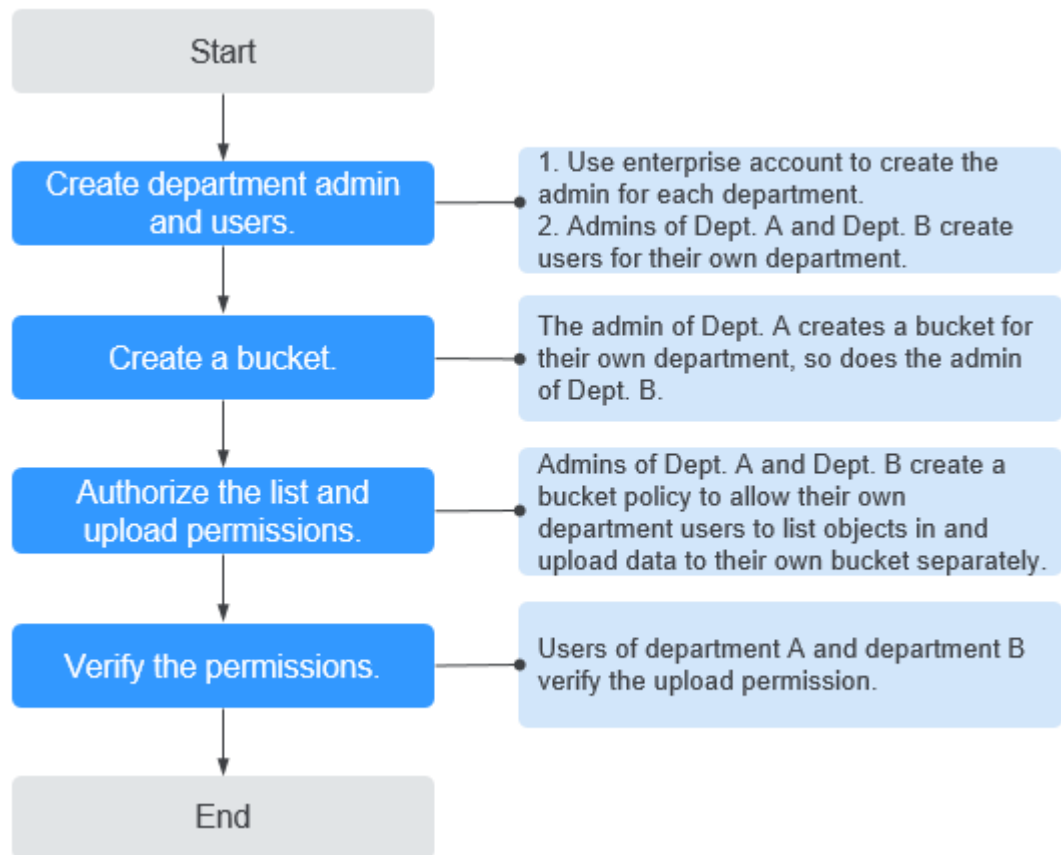 Start
Create department admin
and users.
1. Use enterprise account to create the
admin for each department.
2. Admins of Dept. A and Dept. B create
users for their own department.
Create a bucket.
The admin of Dept. A creates a bucket for
their own department, so does the admin
of Dept. B.
Authorize the list and
upload permissions.
Admins of Dept. A and Dept. B create a
bucket policy to allow their own
department users to list objects in and
upload data to their own bucket separately.
Verify the permissions.
Users of department A and department B
verify the upload permission.
End